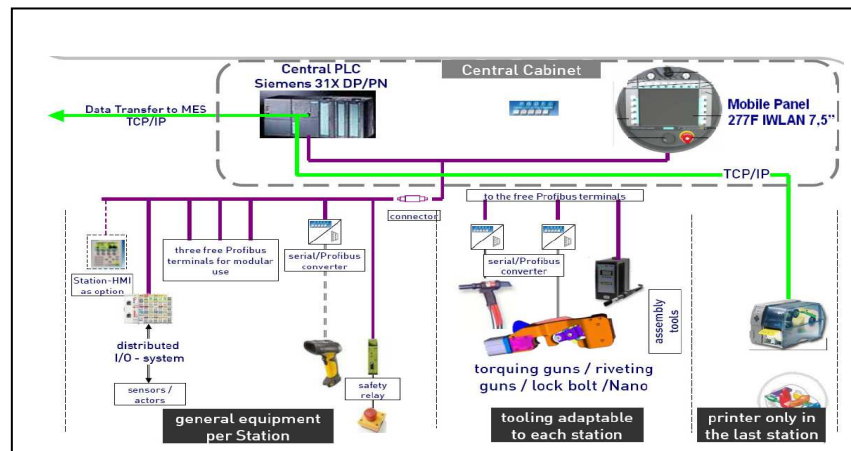 Central PLC
Siemens 31X DP/PN
Central Cabinet
Mobile Panel
277F IWLAN 7,5’’
Data Transfer to MES
TCP/IP
TCP/IP
to the free Profibus terminals
connector
three free Profibus
terminals for modular
use
serial/Profibus
converter
serial/Profibus
converter
Station-HMI
as option
distributed
I/O - system
sensors /
actors
safety
relay
assembly
tools
torquing guns / riveting
guns / lock bolt /Nano
general equipment
per Station
tooling adaptable
to each station
printer only in
the last station